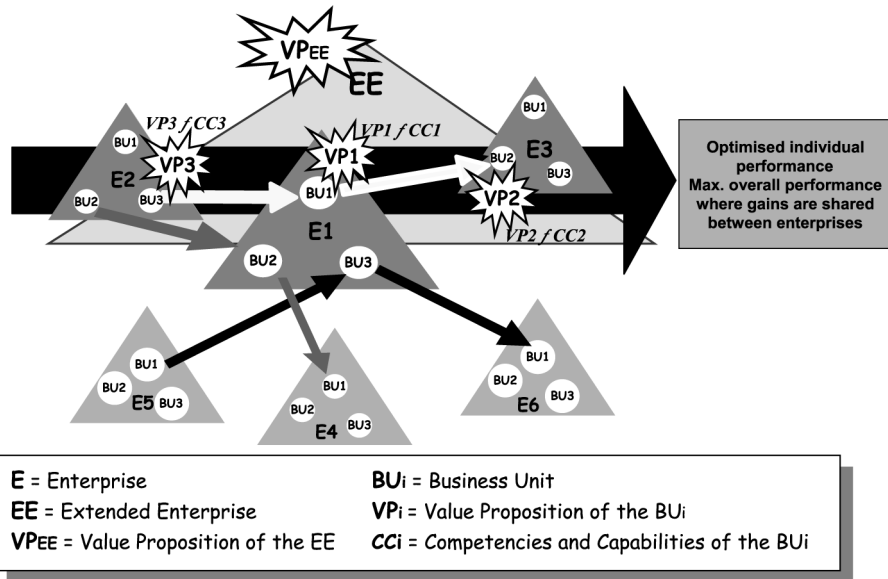 VPEE
EE
VP3 f CC3
VP1 f CC1
BU1
BU1
VP3
VP1
E3
E2
BU2
BU3
BU2
BU3
BU1
VP2
E1
VP2 f CC2
BU2
BU3
Optimised individual
performance
Max. overall performance
where gains are shared
between enterprises
BU1
BU2
E5
BU3
BU1
BU2
E4
BU3
BU1
BU2
E6
BU3
E = Enterprise
EE = Extended Enterprise
VPEE = Value Proposition of the EE
BUi = Business Unit
VPi = Value Proposition of the BUi
CCi = Competencies and Capabilities of the BUi